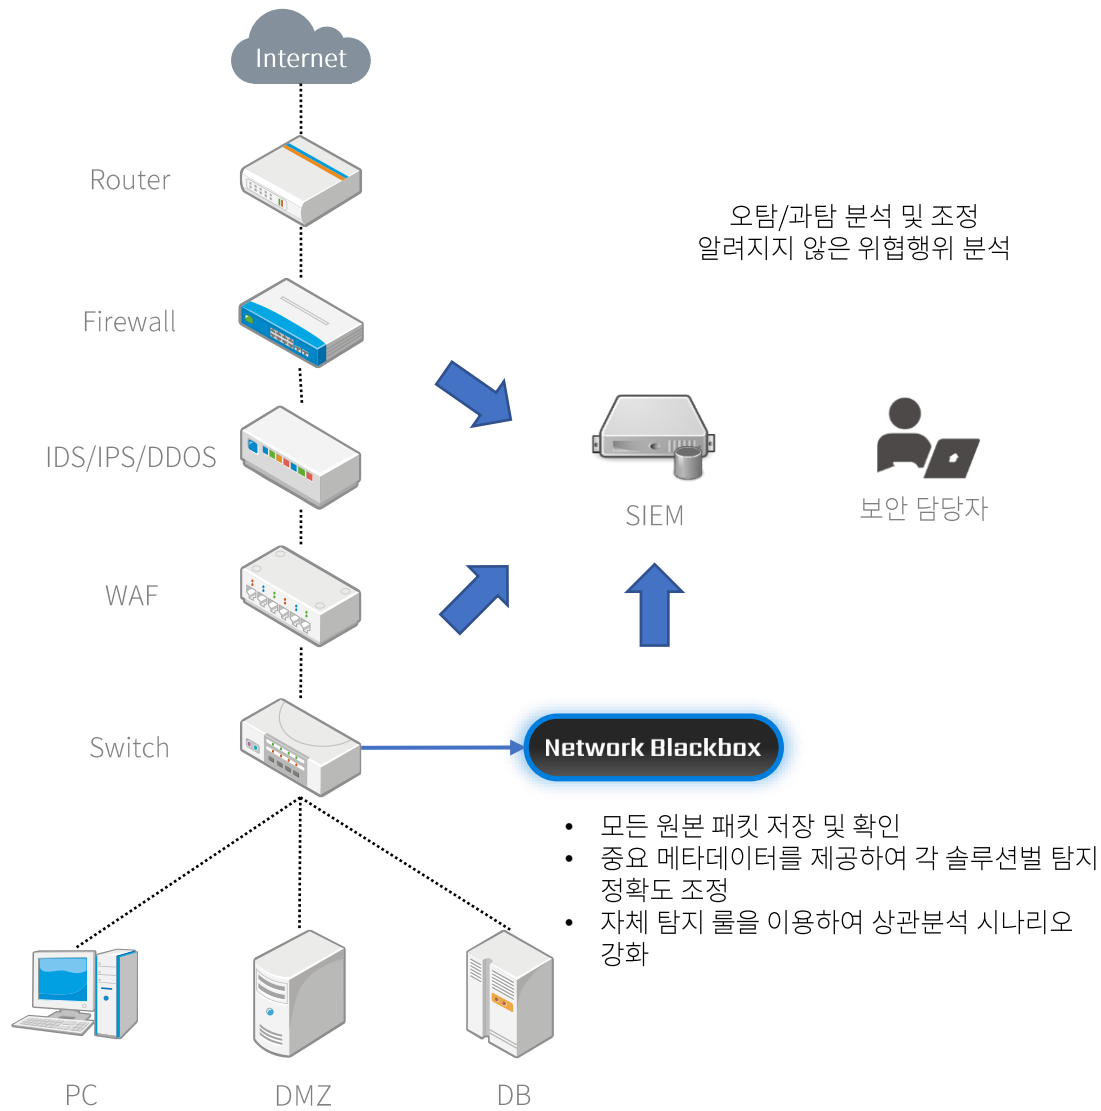 Internet
Router
오탐/과탐 분석 및 조정
알려지지 않은 위협행위 분석
Firewall
IDS/IPS/DDOS
SIEM
보안 담당자
WAF
Switch
Network Blackbox
• 모든 원본 패킷 저장 및 확인
• 중요 메타데이터를 제공하여 각 솔루션벌 탐지
정확도 조정
• 자체 탐지 룰을 이용하여 상관분석 시나리오
강화
PC
DMZ
DB